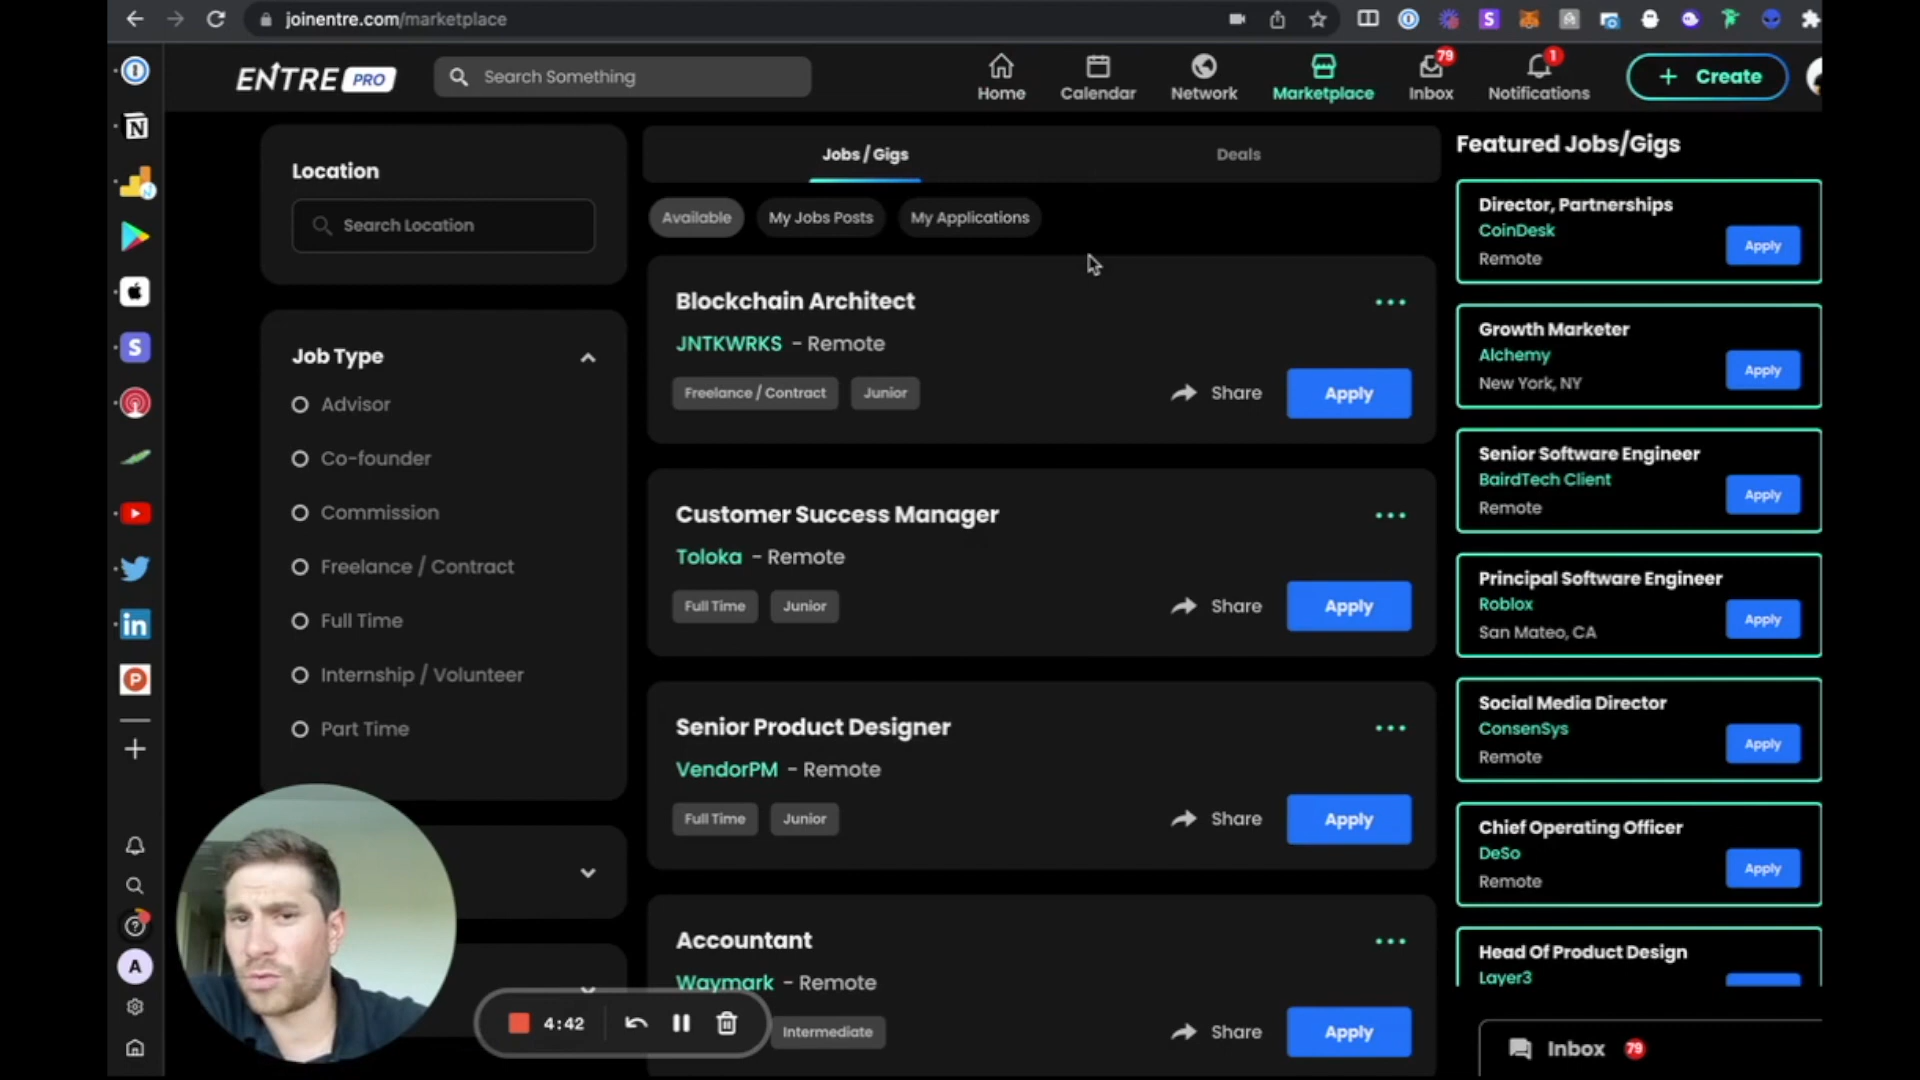 joinentre.com/marketplace
ENTRE PRO
Search Something
Home
Calendar
Network
Marketplace
79
Inbox
1
Notifications
+ Create
Location
Search Location
Job Type
Advisor
Co-founder
Commission
Freelance / Contract
Full Time
Internship / Volunteer
Part Time
Jobs / Gigs
Deals
Available
My Jobs Posts
My Applications
Blockchain Architect
JNTKWRKS - Remote
Freelance / Contract
Junior
Share
Apply
Customer Success Manager
Toloka - Remote
Full Time
Junior
Share
Apply
Senior Product Designer
VendorPM - Remote
Full Time
Junior
Share
Apply
Accountant
Waymark - Remote
Intermediate
Share
Apply
4:42
Featured Jobs/Gigs
Director, Partnerships
CoinDesk
Remote
Apply
Growth Marketer
Alchemy
New York, NY
Apply
Senior Software Engineer
BairdTech Client
Remote
Apply
Principal Software Engineer
Roblox
San Mateo, CA
Apply
Social Media Director
ConsenSys
Remote
Apply
Chief Operating Officer
DeSo
Remote
Apply
Head Of Product Design
Layer3
Inbox 79
N
S
in
P
A
S